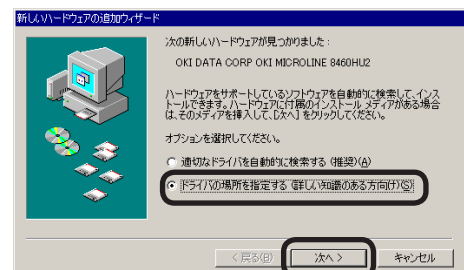 新しいハードウェアの追加ウィザード
次の新しいハードウェアが見つかりました :
OKI DATA CORP OKI MICROLINE 8460HU2
ハードウェアをサポートしているソフトウェアを自動的に検索して、インス
トールできます。ハードウェアに付属のインストール メディアがある場合
は、そのメディアを挿入して、[次へ] をクリックしてください。
オプションを選択してください。
適切なドライバを自動的に検索する (推奨)(A)
ドライバの場所を指定する (詳しい知識のある方向け)(S)
< 戻る(B)
次へ >
キャンセル